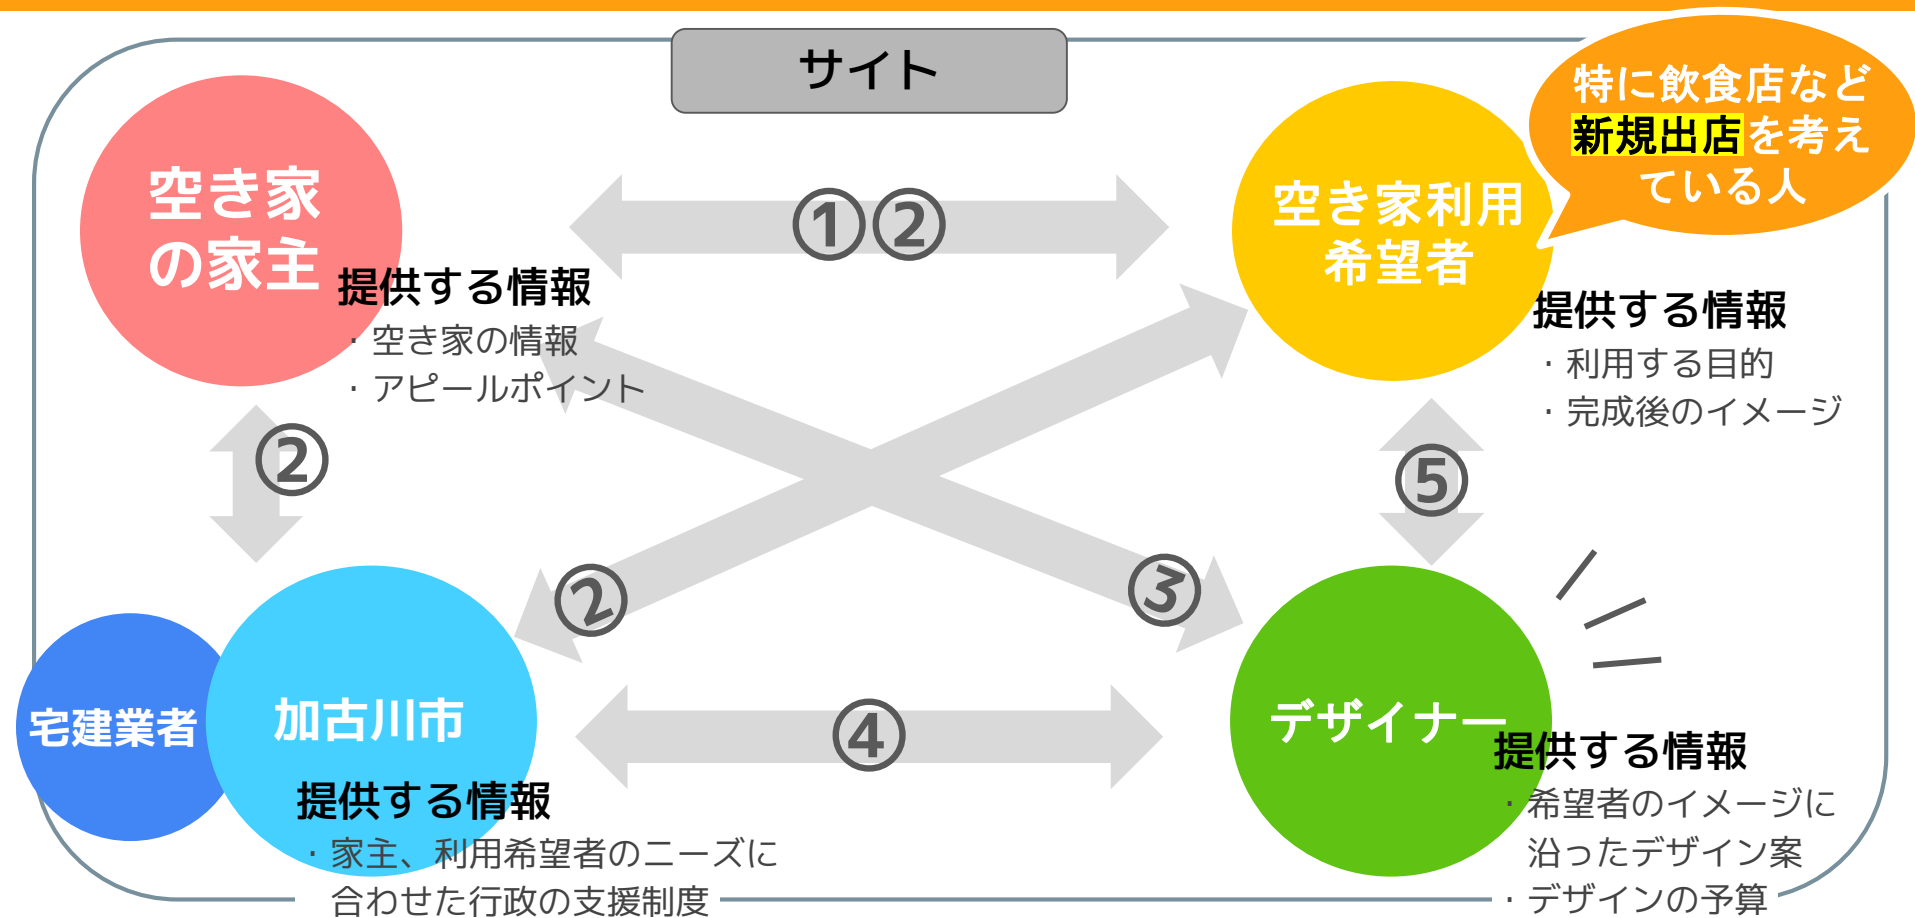 サイト
特に飲食店など
新規出店を考え
ている人
空き家
の家主
①②
空き家利用
希望者
提供する情報
・空き家の情報
・アピールポイント
提供する情報
・利用する目的
・完成後のイメージ
②
⑤
②
③
宅建業者
加古川市
④
デザイナー
提供する情報
・家主、利用希望者のニーズに
合わせた行政の支援制度
提供する情報
・希望者のイメージに
沿ったデザイン案
・デザインの予算